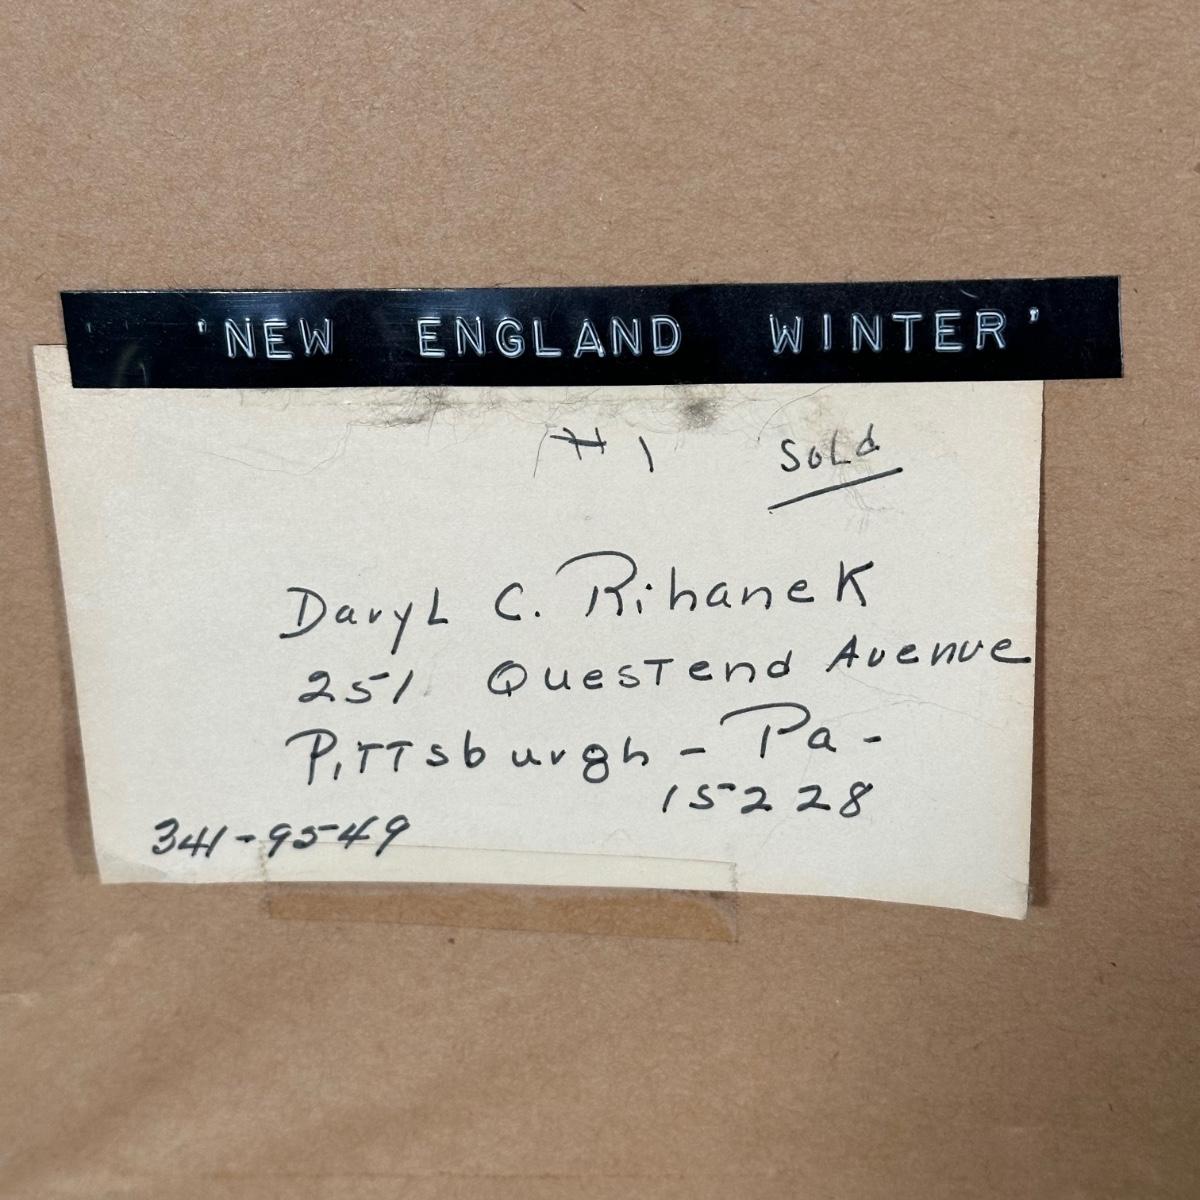 'NEW ENGLAND WINTER'
#1 Sold
Daryl C. Rihanek
251 Questend Avenue
Pittsburgh - Pa -
15228
341-9549